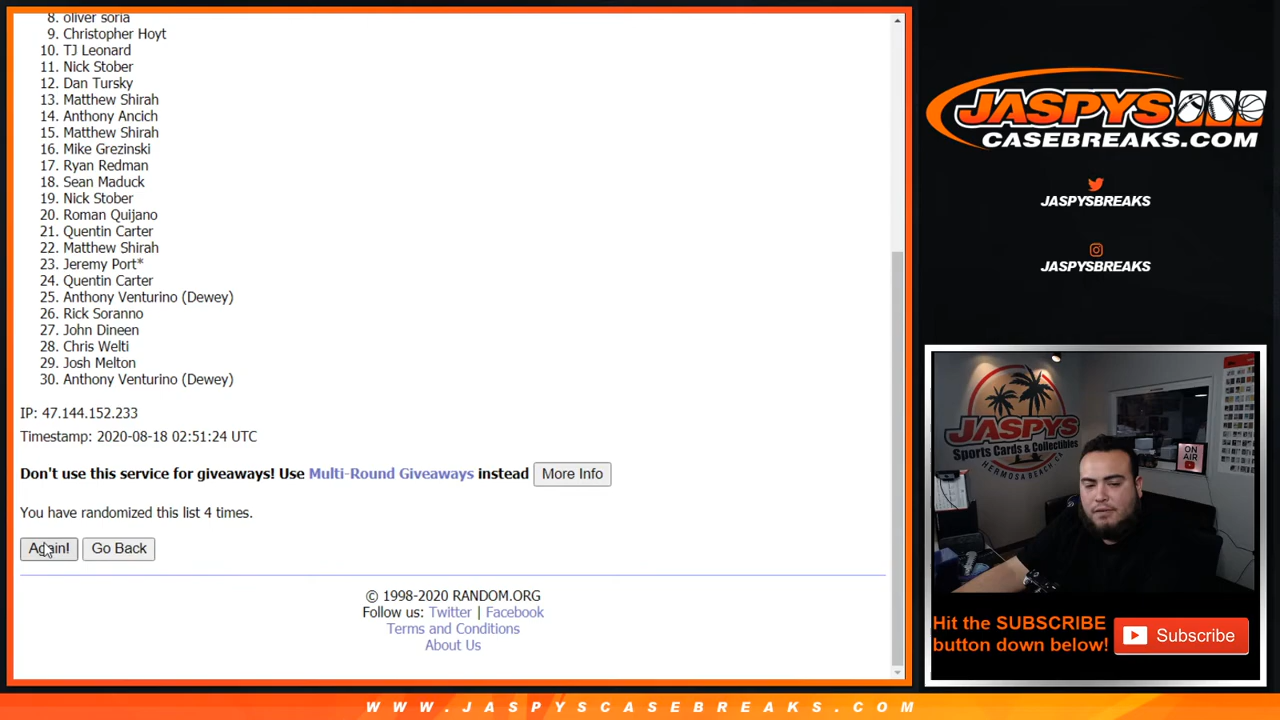 8. oliver soria
9. Christopher Hoyt
10. TJ Leonard
11. Nick Stober
12. Dan Tursky
13. Matthew Shirah
14. Anthony Ancich
15. Matthew Shirah
16. Mike Grezinski
17. Ryan Redman
18. Sean Maduck
19. Nick Stober
20. Roman Quijano
21. Quentin Carter
22. Matthew Shirah
23. Jeremy Port*
24. Quentin Carter
25. Anthony Venturino (Dewey)
26. Rick Soranno
27. John Dineen
28. Chris Welti
29. Josh Melton
30. Anthony Venturino (Dewey)
IP: 47.144.152.233
Timestamp: 2020-08-18 02:51:24 UTC
Don't use this service for giveaways! Use Multi-Round Giveaways instead More Info
You have randomized this list 4 times.
Again! Go Back
© 1998-2020 RANDOM.ORG
Follow us: Twitter | Facebook
Terms and Conditions
About Us
JASPYS
CASEBREAKS.COM
JASPYSBREAKS
JASPYSBREAKS
JASPYS
Sports Cards & Collectibles
HERMOSA BEACH, CA
ON
AIR
Hit the SUBSCRIBE
button down below!
Subscribe
WWW.JASPYSCASEBREAKS.COM